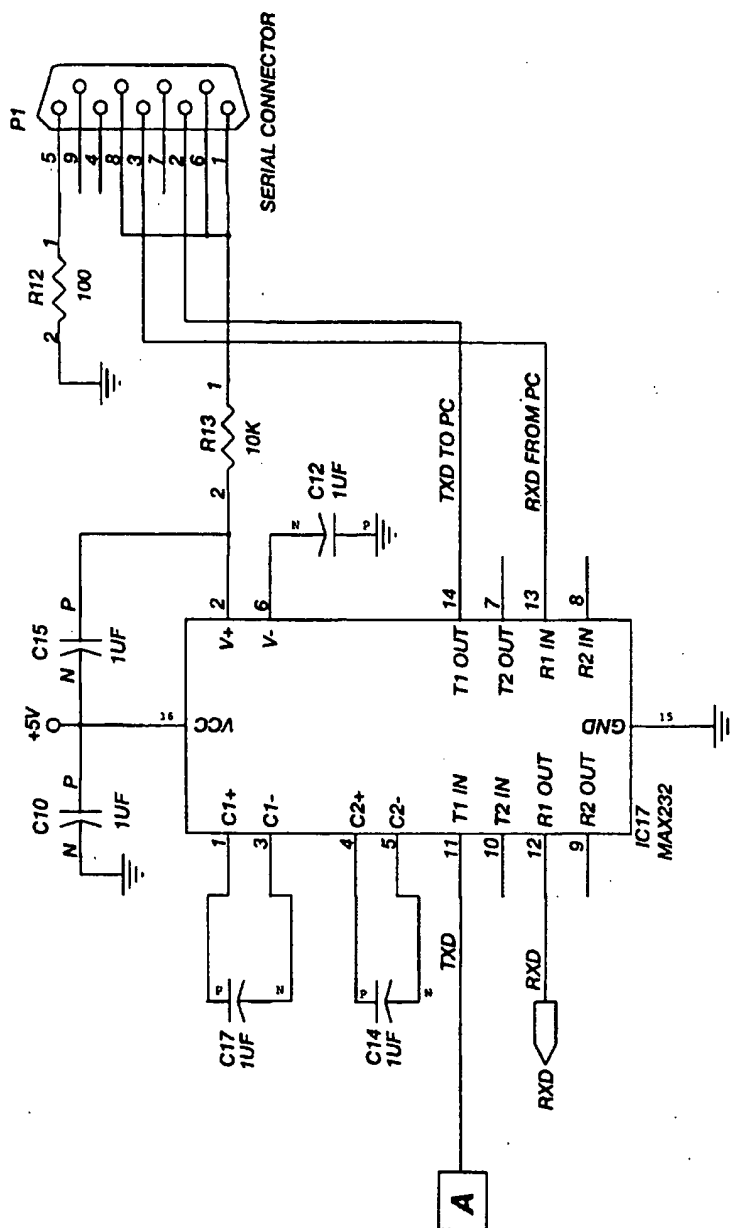 P1
5
9
4
8
3
7
2
6
1
SERIAL CONNECTOR
1
R12
100
2
1
R13
10K
2
C12
1UF
N
P
TXD TO PC
RXD FROM PC
P
C15
1UF
N
+5V
P
C10
1UF
N
2
V+
6
V-
14
T1 OUT
7
T2 OUT
13
R1 IN
8
R2 IN
16
VCC
GND
15
C1+
1
C1-
3
C2+
4
C2-
5
T1 IN
11
T2 IN
10
R1 OUT
12
R2 OUT
9
IC17
MAX232
P
N
C17
1UF
P
N
C14
1UF
TXD
RXD
RXD
A